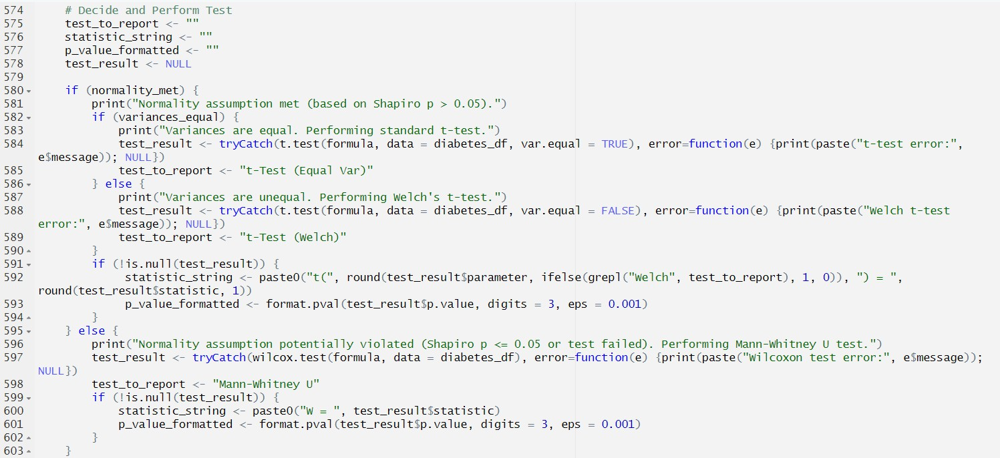 574     # Decide and Perform Test
575     test_to_report <- ""
576     statistic_string <- ""
577     p_value_formatted <- ""
578     test_result <- NULL
579
580     if (normality_met) {
581         print("Normality assumption met (based on Shapiro p > 0.05).")
582         if (variances_equal) {
583             print("Variances are equal. Performing standard t-test.")
584             test_result <- tryCatch(t.test(formula, data = diabetes_df, var.equal = TRUE), error=function(e) {print(paste("t-test error:",
e$message)); NULL})
585             test_to_report <- "t-Test (Equal Var)"
586         } else {
587             print("Variances are unequal. Performing Welch's t-test.")
588             test_result <- tryCatch(t.test(formula, data = diabetes_df, var.equal = FALSE), error=function(e) {print(paste("Welch t-test
error:", e$message)); NULL})
589             test_to_report <- "t-Test (Welch)"
590         }
591         if (!is.null(test_result)) {
592              statistic_string <- paste0("t(", round(test_result$parameter, ifelse(grepl("Welch", test_to_report), 1, 0)), ") = ",
round(test_result$statistic, 1))
593              p_value_formatted <- format.pval(test_result$p.value, digits = 3, eps = 0.001)
594         }
595     } else {
596         print("Normality assumption potentially violated (Shapiro p <= 0.05 or test failed). Performing Mann-Whitney U test.")
597         test_result <- tryCatch(wilcox.test(formula, data = diabetes_df), error=function(e) {print(paste("Wilcoxon test error:", e$message));
NULL})
598         test_to_report <- "Mann-Whitney U"
599         if (!is.null(test_result)) {
600             statistic_string <- paste0("W = ", test_result$statistic)
601             p_value_formatted <- format.pval(test_result$p.value, digits = 3, eps = 0.001)
602         }
603     }